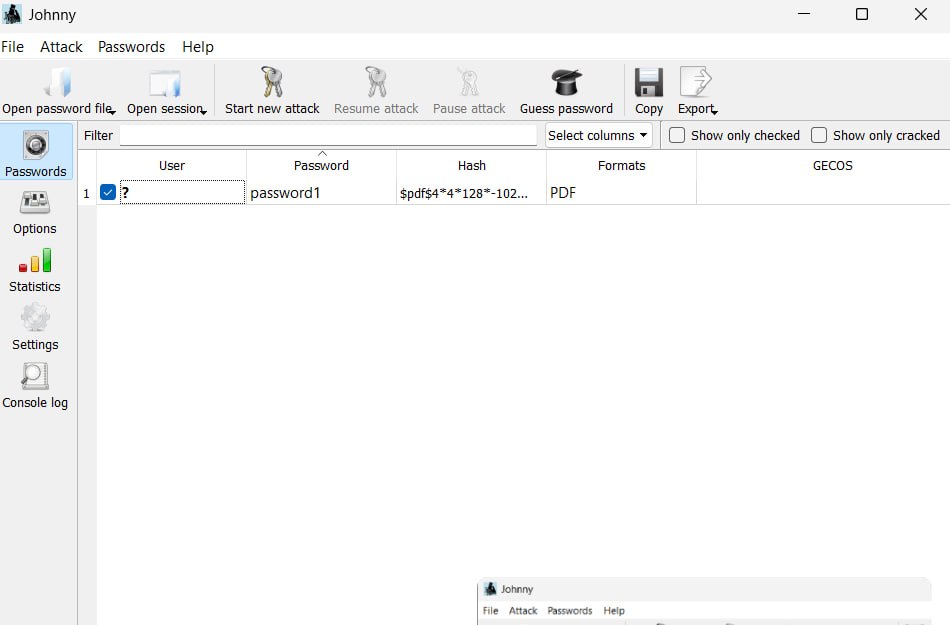 Johnny
File Attack Passwords Help
Open password file Open session Start new attack Resume attack Pause attack Guess password Copy Export
Filter Select columns Show only checked Show only cracked
Passwords
Options
Statistics
Settings
Console log
User Password Hash Formats GECOS
1 ? password1 $pdf$4*4*128*-102... PDF
Johnny
File Attack Passwords Help